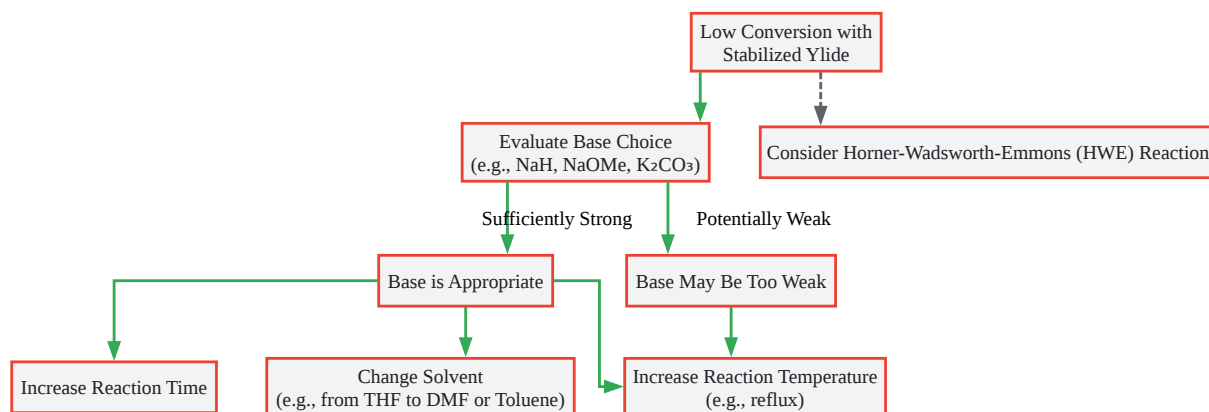 Low Conversion with
Stabilized Ylide
Evaluate Base Choice
(e.g., NaH, NaOMe, K₂CO₃)
Consider Horner-Wadsworth-Emmons (HWE) Reaction
Sufficiently Strong
Potentially Weak
Base is Appropriate
Base May Be Too Weak
Increase Reaction Time
Change Solvent
(e.g., from THF to DMF or Toluene)
Increase Reaction Temperature
(e.g., reflux)